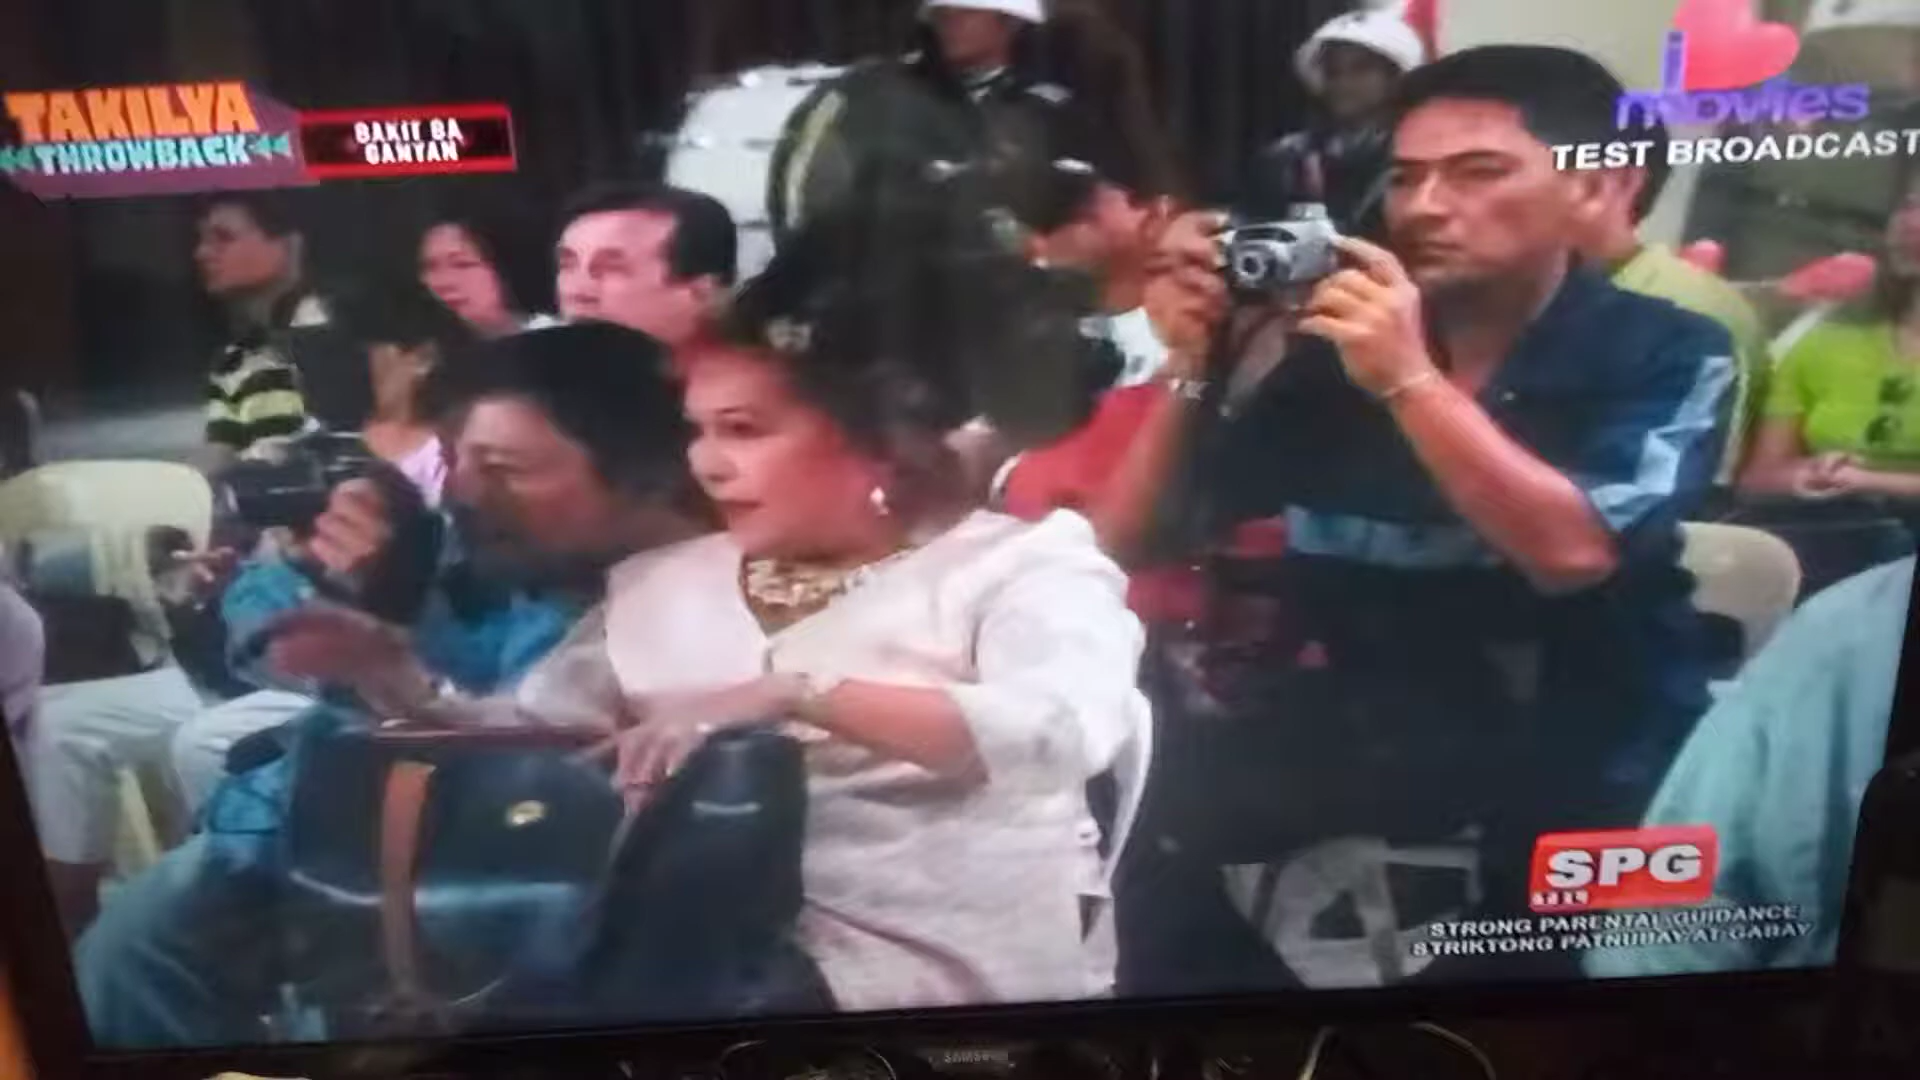 TAKILYA
THROWBACK
BAKIT BA
GANYAN
i
movies
TEST BROADCAST
SPG
STRONG PARENTAL GUIDANCE
STRIKTONG PATNUBAY AT GABAY
SAMSUNG